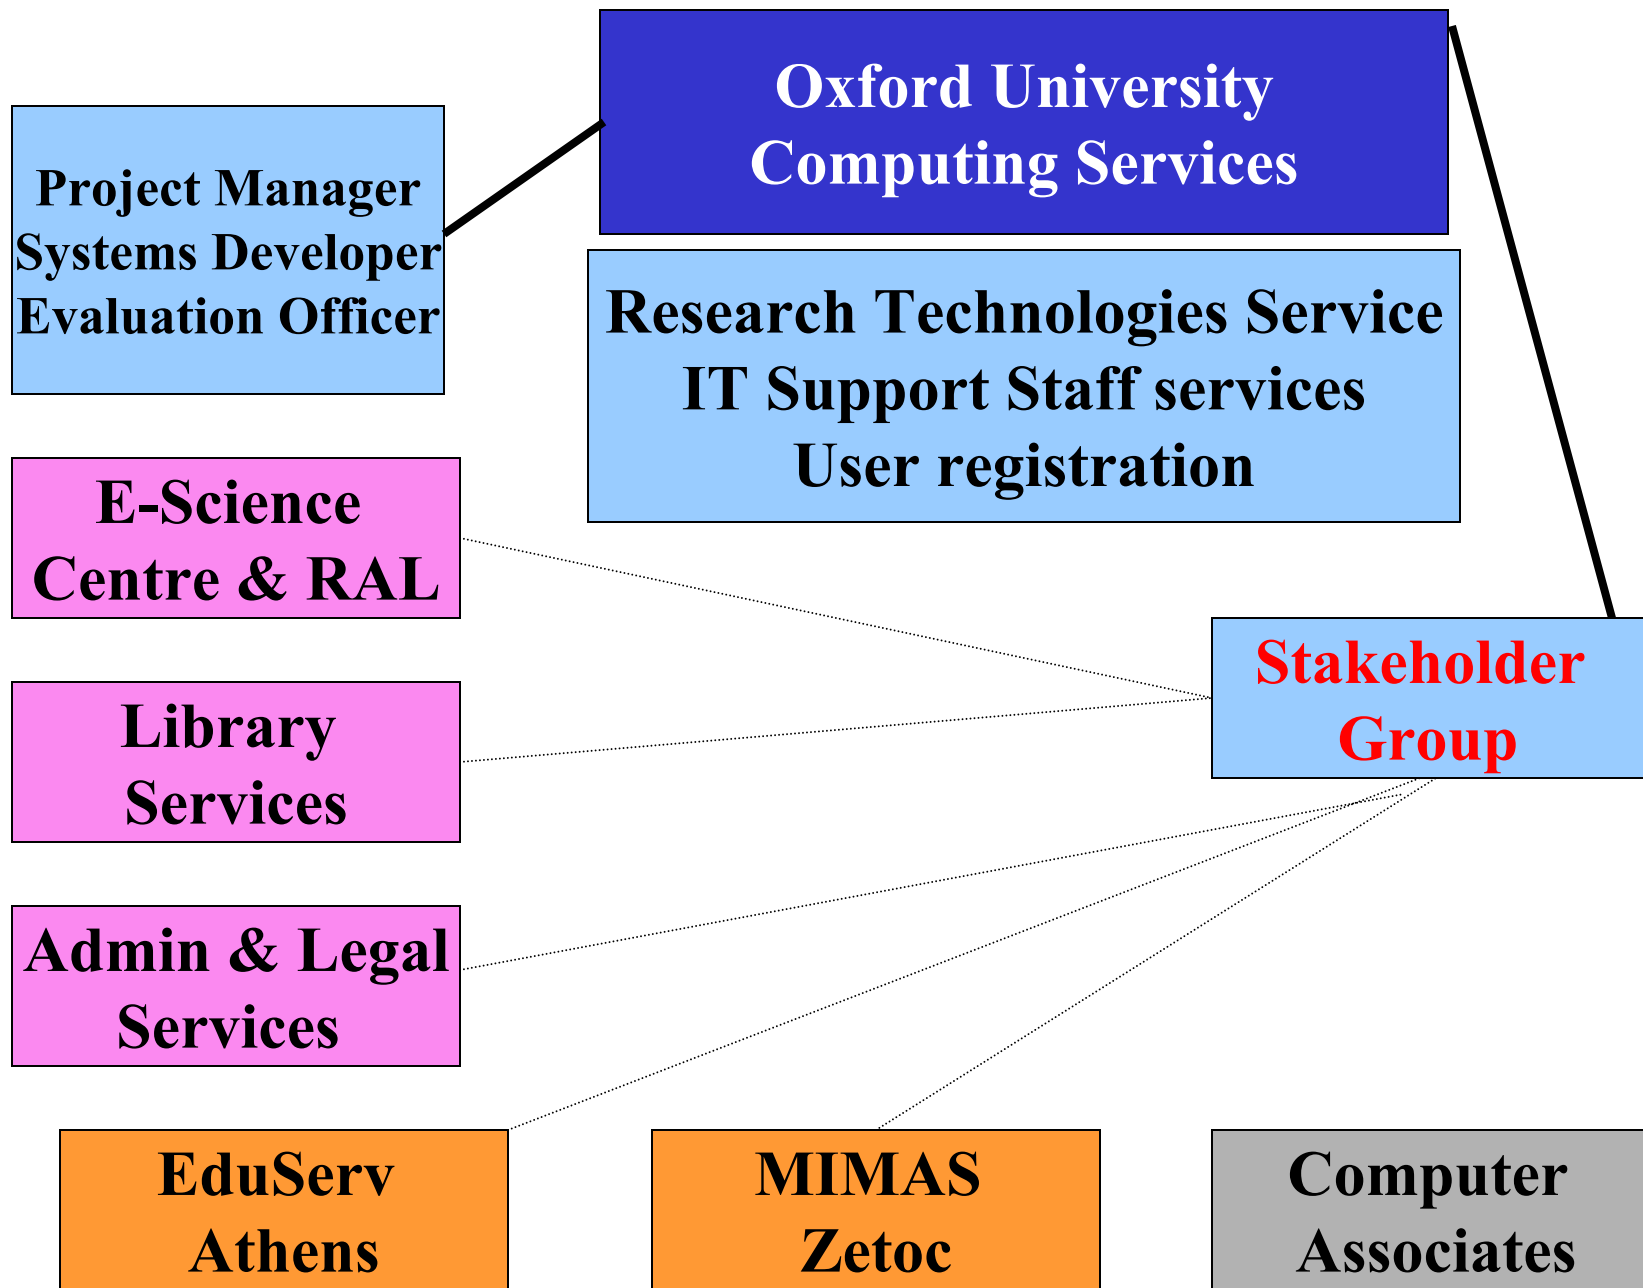 Oxford University
Computing Services
Project Manager
Systems Developer
Evaluation Officer
Research Technologies Service
IT Support Staff services
User registration
E-Science
Centre & RAL
Stakeholder
Group
Library
Services
Admin & Legal
Services
EduServ
Athens
MIMAS
Zetoc
Computer
Associates